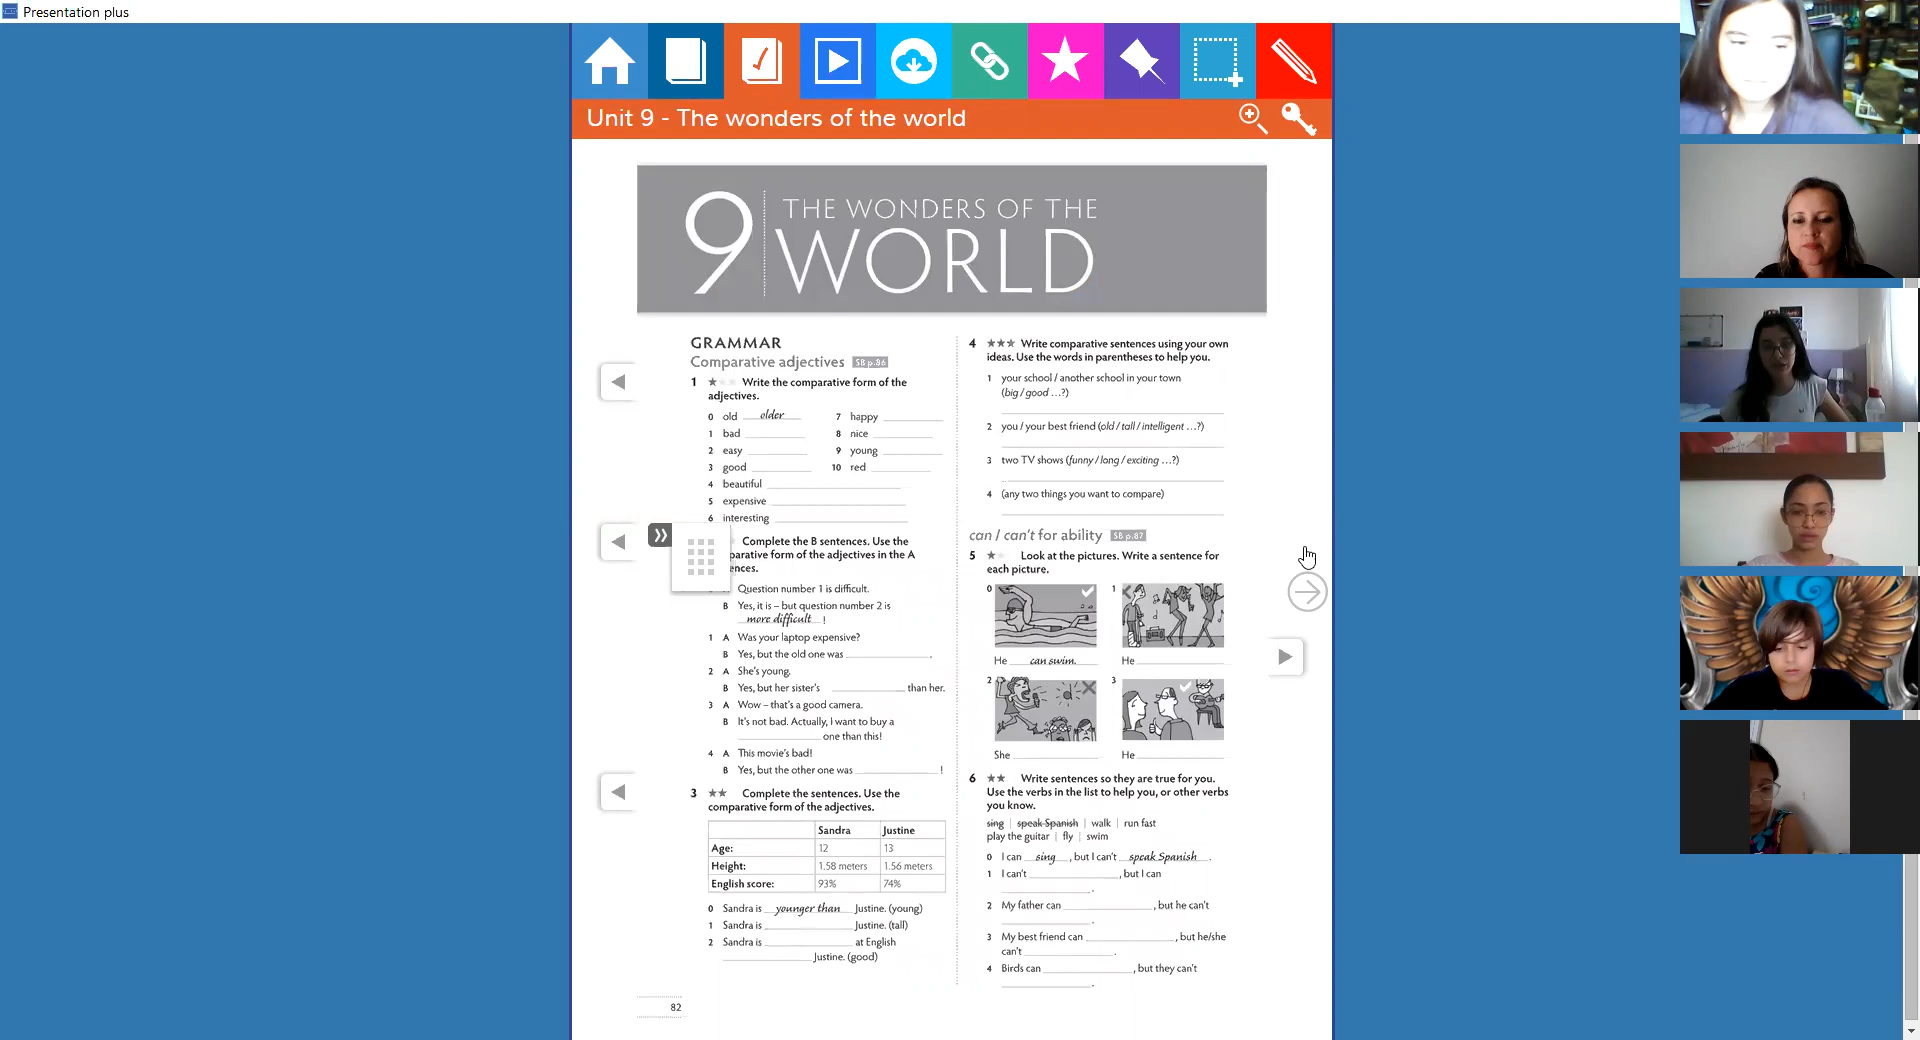 Presentation plus
Unit 9 - The wonders of the world
9 THE WONDERS OF THE
WORLD
GRAMMAR
Comparative adjectives SB p.86
1 Write the comparative form of the
adjectives.
0 old older
1 bad
2 easy
3 good
4 beautiful
5 expensive
6 interesting
7 happy
8 nice
9 young
10 red
Complete the B sentences. Use the
parative form of the adjectives in the A
ences.
Question number 1 is difficult.
B Yes, it is – but question number 2 is
more difficult !
1 A Was your laptop expensive?
B Yes, but the old one was .
2 A She's young.
B Yes, but her sister's than her.
3 A Wow – that's a good camera.
B It's not bad. Actually, I want to buy a
one than this!
4 A This movie's bad!
B Yes, but the other one was !
3 Complete the sentences. Use the
comparative form of the adjectives.
Sandra Justine
Age: 12 13
Height: 1.58 meters 1.56 meters
English score: 93% 74%
0 Sandra is younger than Justine. (young)
1 Sandra is Justine. (tall)
2 Sandra is at English
Justine. (good)
82
4 Write comparative sentences using your own
ideas. Use the words in parentheses to help you.
1 your school / another school in your town
(big / good …?)
2 you / your best friend (old / tall / intelligent …?)
3 two TV shows (funny / long / exciting …?)
4 (any two things you want to compare)
can / can't for ability SB p.87
5 Look at the pictures. Write a sentence for
each picture.
0 1
He can swim. He
2 3
She He
6 Write sentences so they are true for you.
Use the verbs in the list to help you, or other verbs
you know.
sing | speak Spanish | walk | run fast
play the guitar | fly | swim
0 I can sing , but I can't speak Spanish .
1 I can't , but I can
.
2 My father can , but he can't
.
3 My best friend can , but he/she
can't .
4 Birds can , but they can't
.